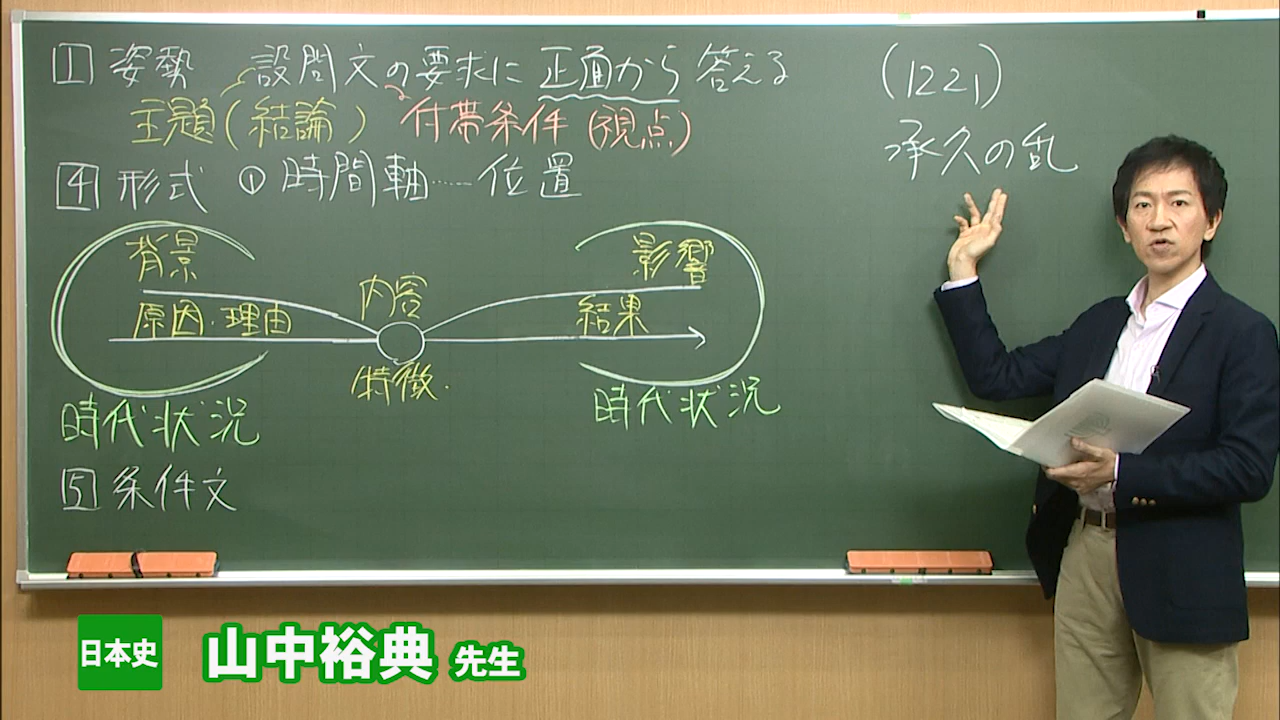 1 姿勢 設問文の要求に正面から答える
主題(結論) 付帯条件(視点)
4 形式 ①時間軸……位置
背景
原因・理由
内容
特徴.
影響
結果
時代状況
時代状況
5 条件文
(1221)
承久の乱
日本史 山中裕典 先生